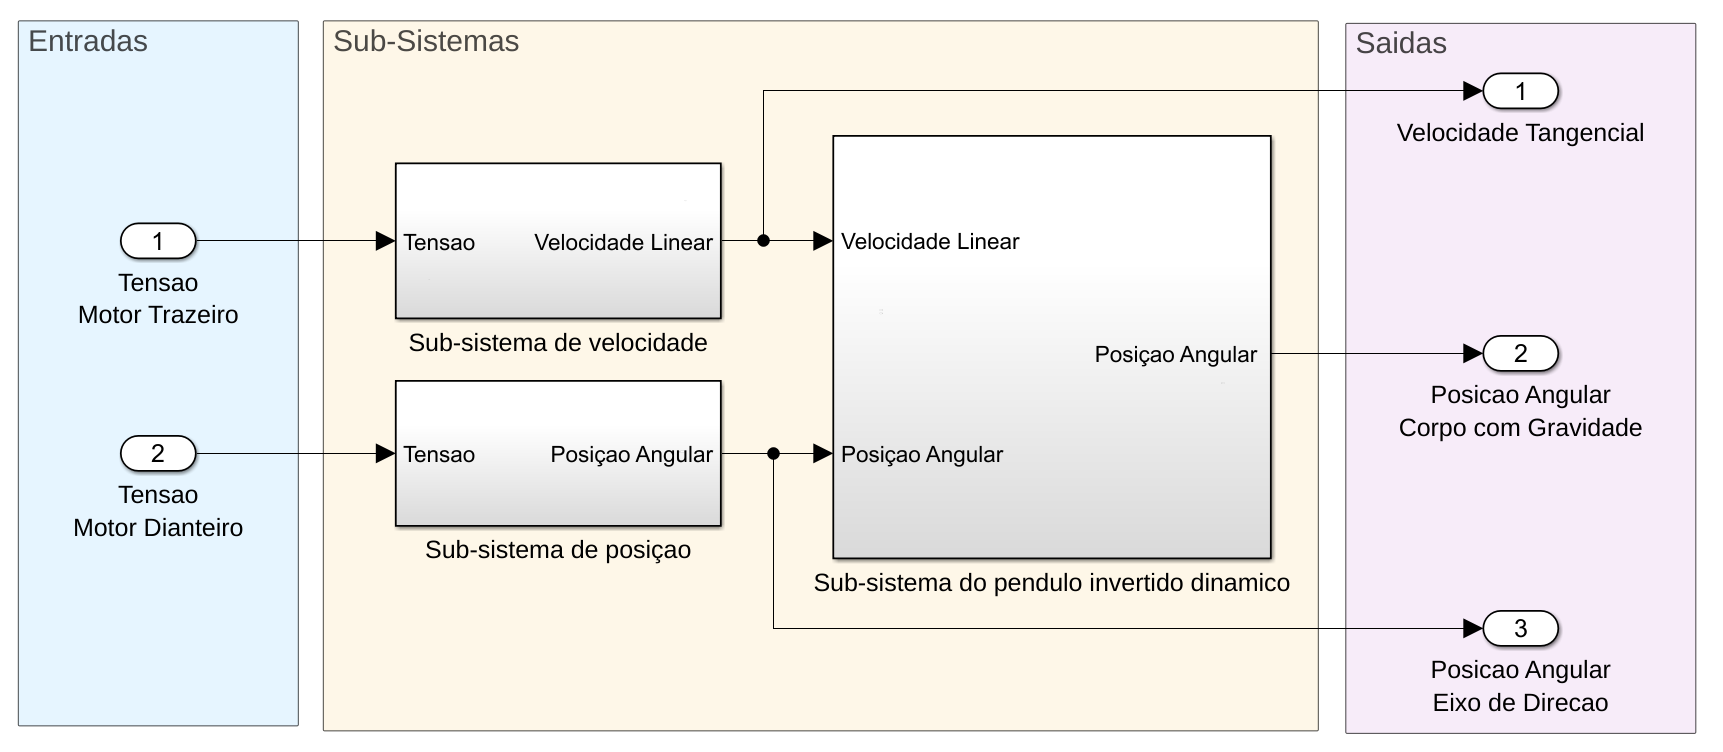 Entradas
1
Tensao
Motor Trazeiro
2
Tensao
Motor Dianteiro
Sub-Sistemas
Tensao
Velocidade Linear
Sub-sistema de velocidade
Tensao
Posiçao Angular
Sub-sistema de posiçao
Velocidade Linear
Posiçao Angular
Posiçao Angular
Sub-sistema do pendulo invertido dinamico
Saidas
1
Velocidade Tangencial
2
Posicao Angular
Corpo com Gravidade
3
Posicao Angular
Eixo de Direcao